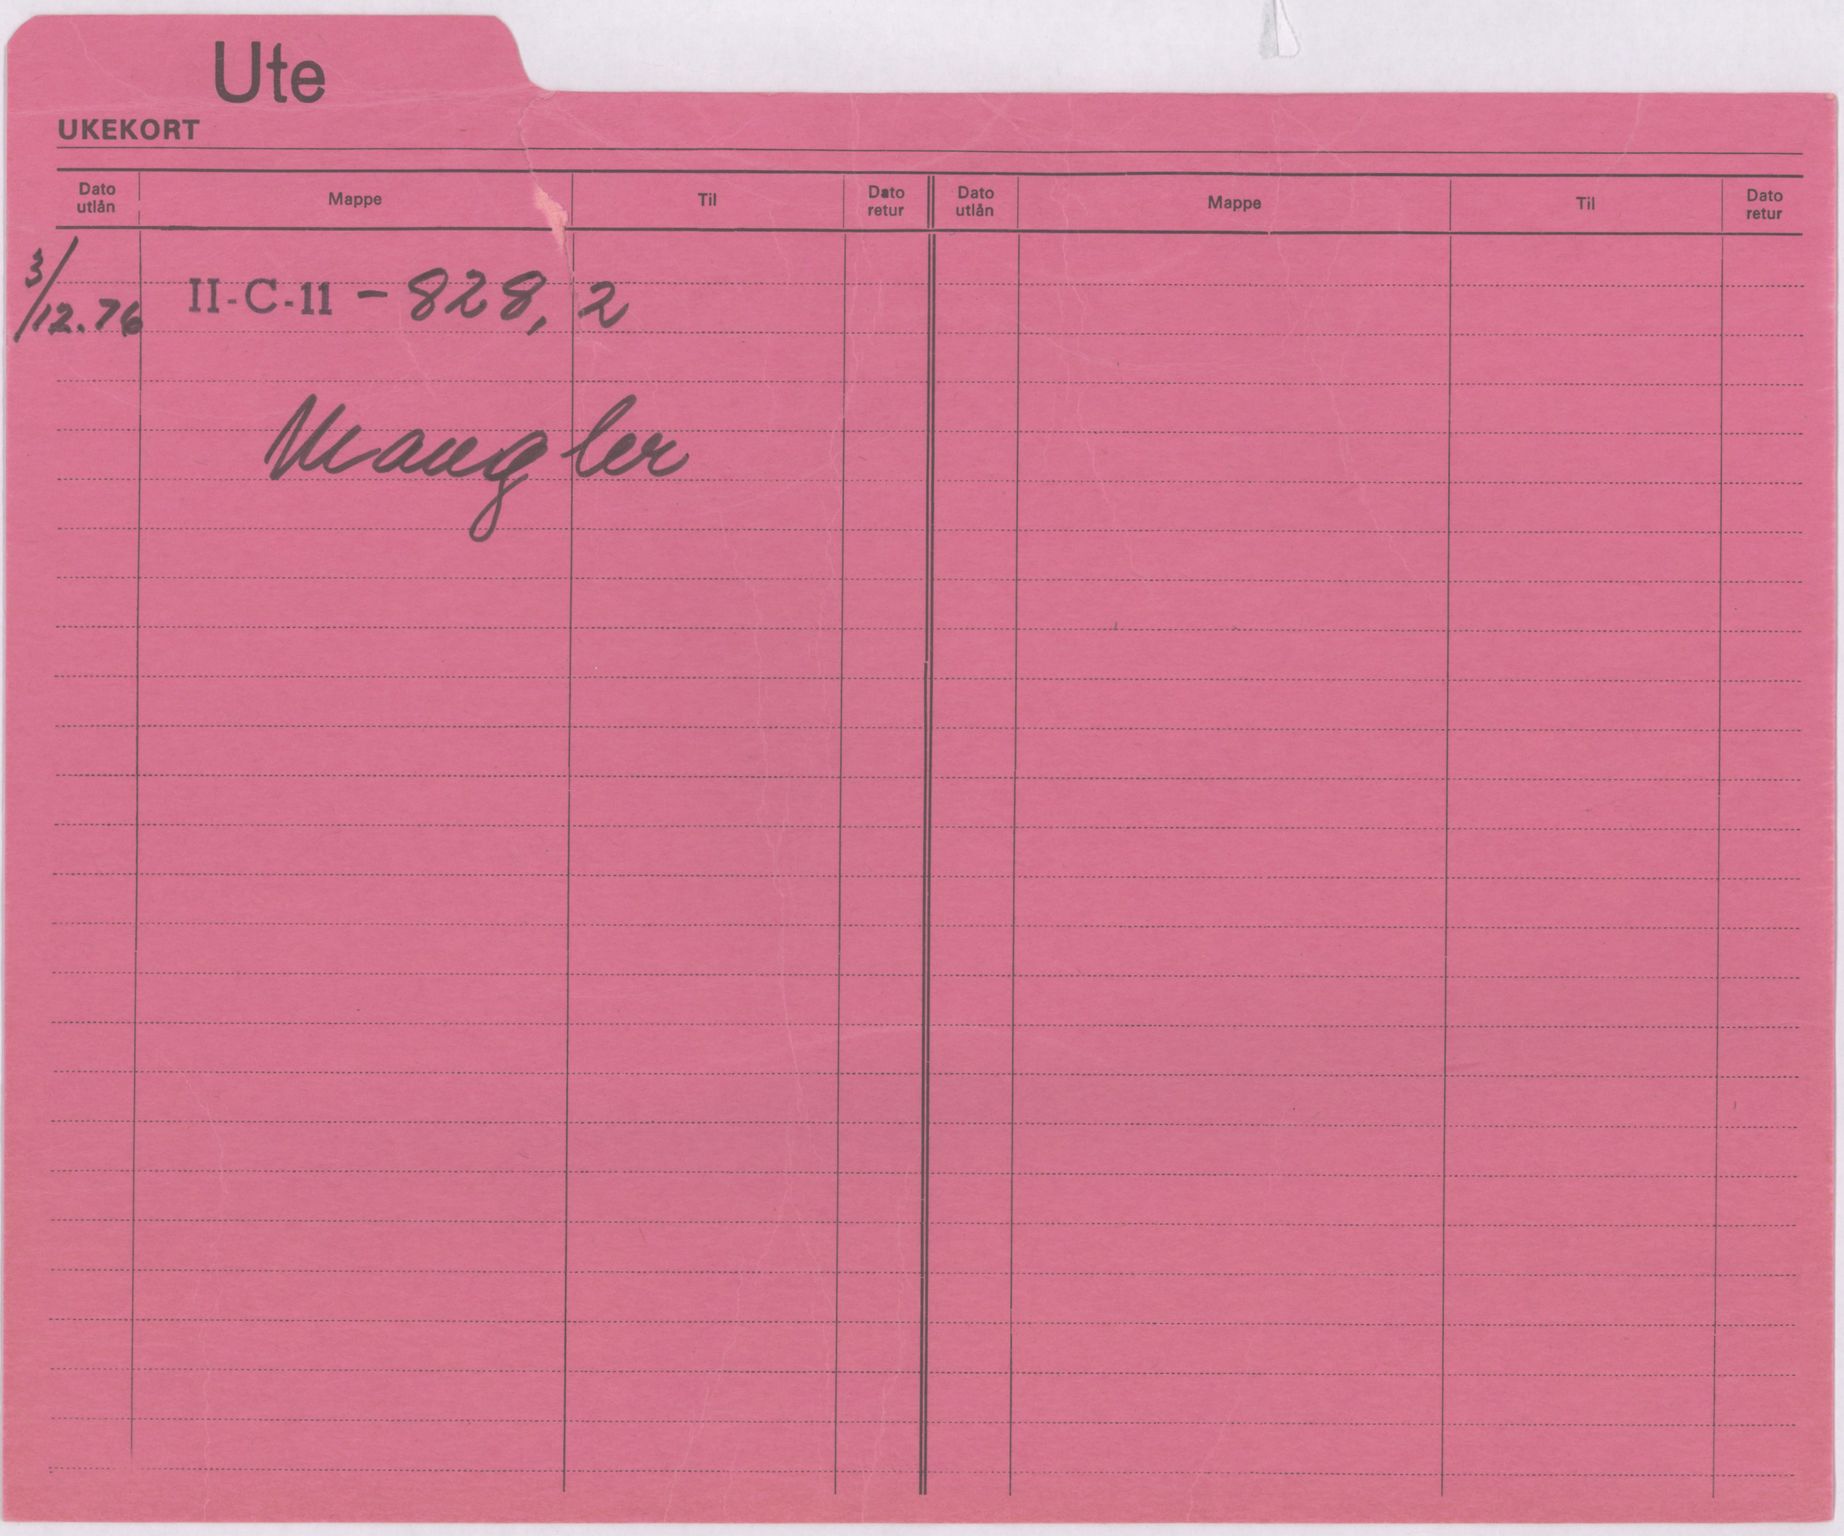 Ute
UKEKORT
Dato utlån Mappe Til Dato retur Dato utlån Mappe Til Dato retur
3/12.76 II-C-11 - 828, 2
Mangler